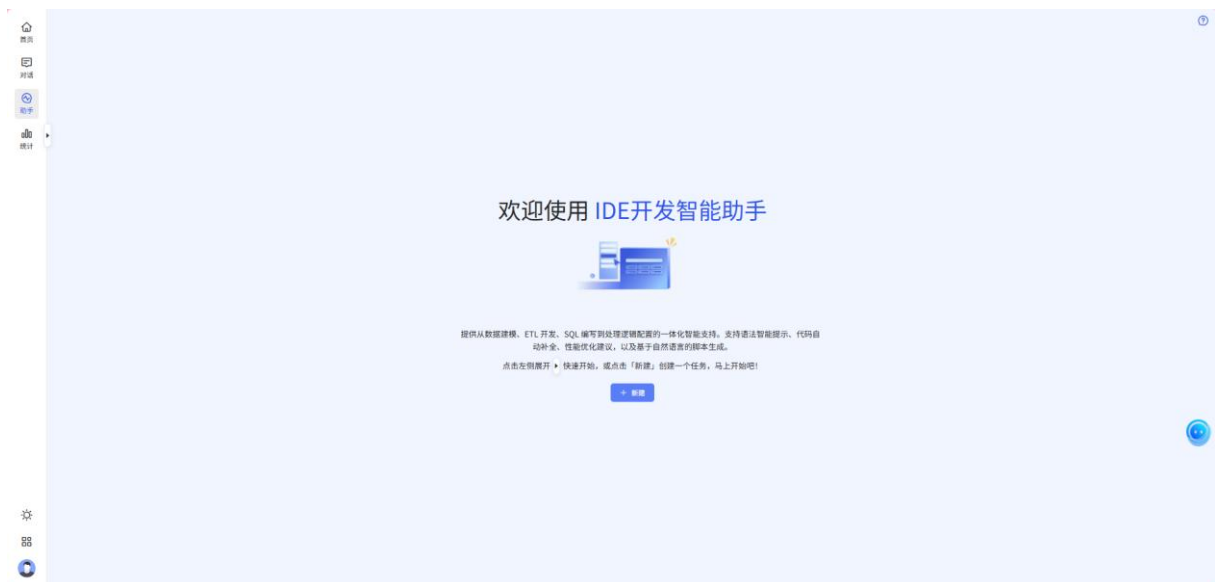 首页
对话
助手
统计
欢迎使用 IDE开发智能助手
提供从数据建模、ETL 开发、SQL 编写到处理逻辑配置的一体化智能支持。支持语法智能提示、代码自
动补全、性能优化建议，以及基于自然语言的脚本生成。
点击左侧展开 快速开始，或点击「新建」创建一个任务，马上开始吧！
+ 新建